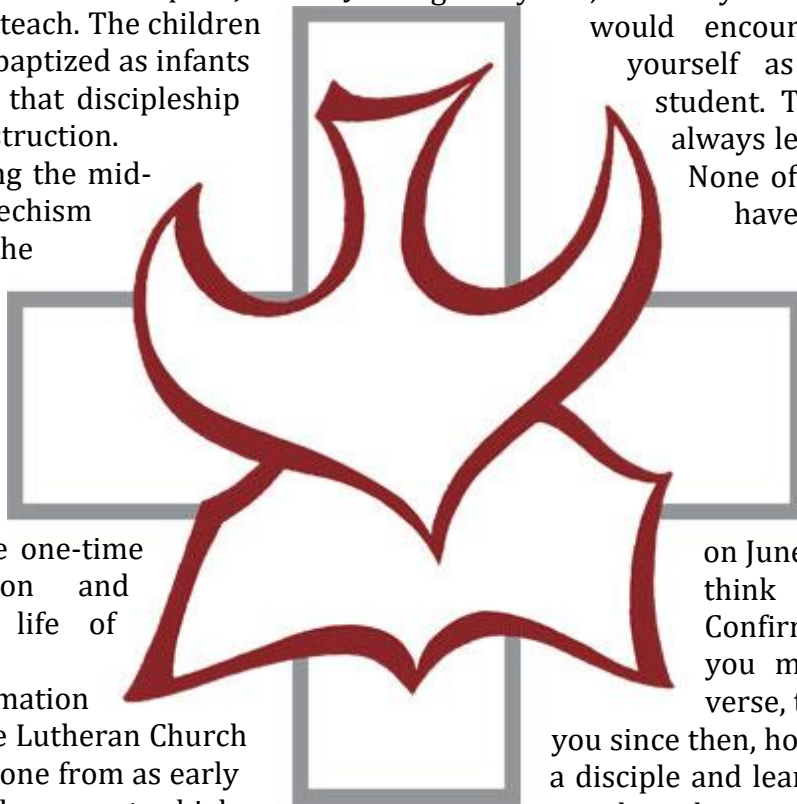 teach. The children
baptized as infants
that discipleship
struction.
ng the mid-
echism
he
e one-time
on and
life of
mation
e Lutheran Church
one from as early
would encour
yourself as
student. T
always le
None of
have
on June
think
Confirm
you m
verse, t
you since then, ho
a disciple and lear